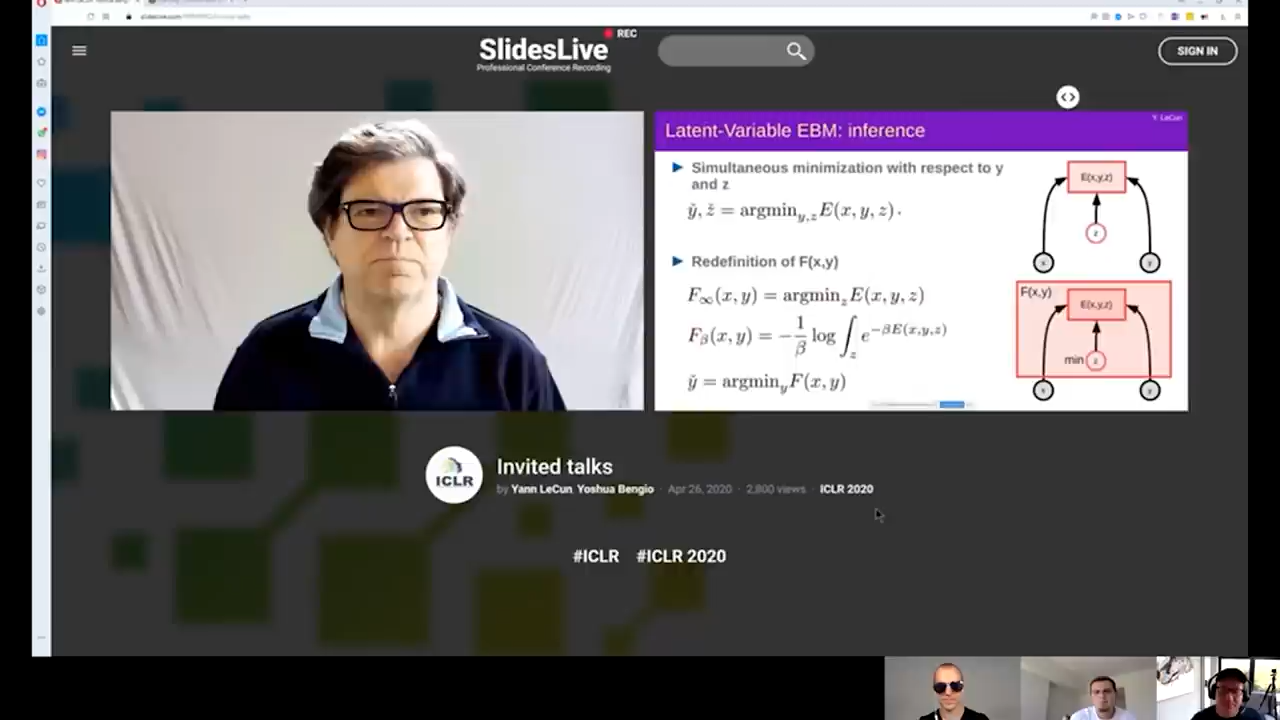 REC
SlidesLive
Professional Conference Recording
SIGN IN
Y. LeCun
Latent-Variable EBM: inference
Simultaneous minimization with respect to y
and z
y̌, ž = argmin_{y,z} E(x, y, z).
Redefinition of F(x,y)
F_∞(x, y) = argmin_z E(x, y, z)
F_β(x, y) = −1/β log ∫_z e^{−βE(x,y,z)}
y̌ = argmin_y F(x, y)
E(x,y,z)
z
x
y
F(x,y)
E(x,y,z)
min z
x
y
ICLR
Invited talks
by Yann LeCun, Yoshua Bengio · Apr 26, 2020 · 2,800 views · ICLR 2020
#ICLR #ICLR 2020